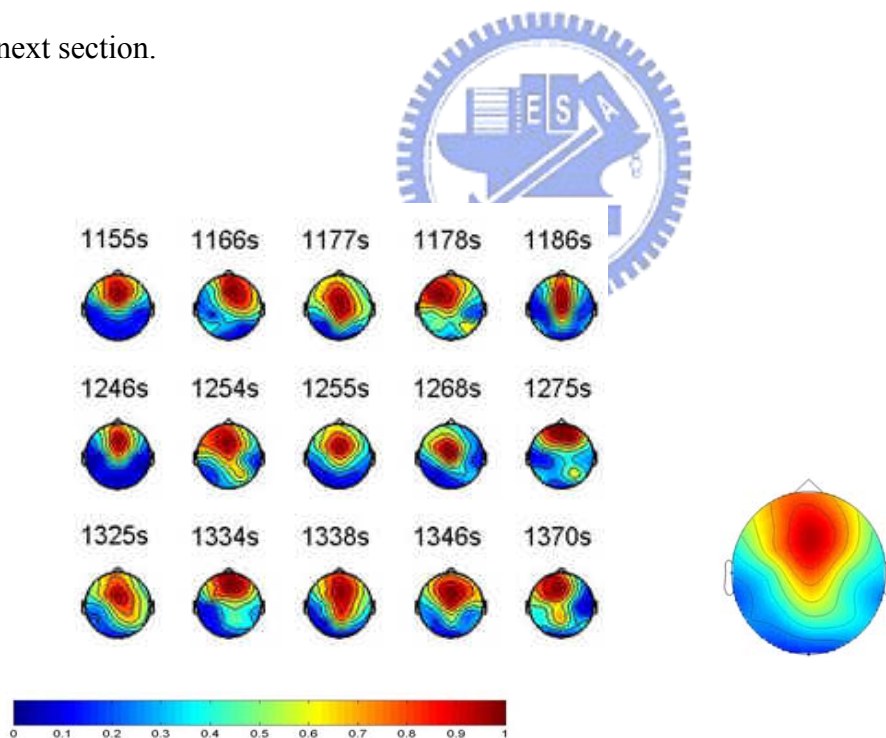 next section.
E S A
1155s 1166s 1177s 1178s 1186s
1246s 1254s 1255s 1268s 1275s
1325s 1334s 1338s 1346s 1370s
0 0.1 0.2 0.3 0.4 0.5 0.6 0.7 0.8 0.9 1